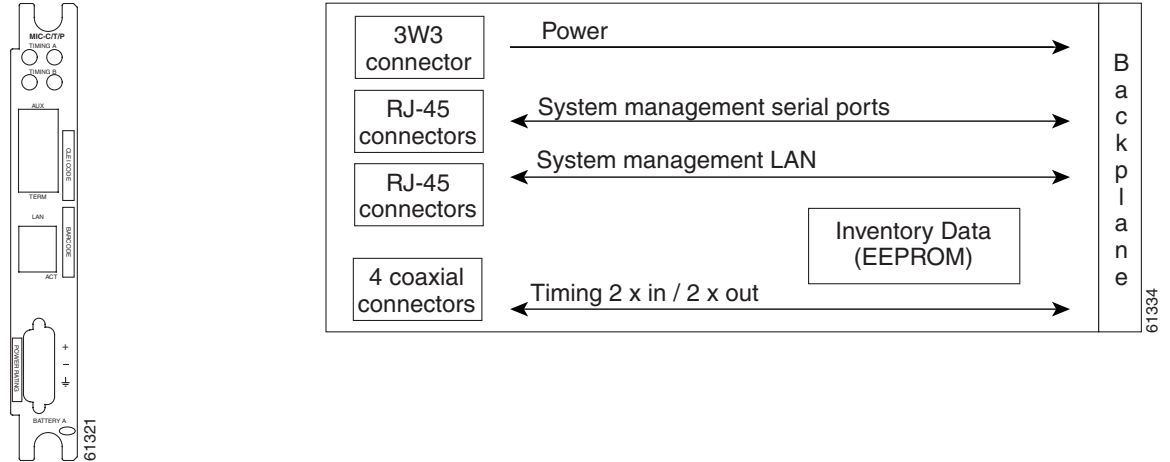 MIC-C/T/P
TIMING A
TIMING B
AUX
CLEI CODE
TERM
LAN
BARCODE
ACT
POWER RATING
+
−
BATTERY A
61321
3W3
connector
Power
RJ-45
connectors
System management serial ports
RJ-45
connectors
System management LAN
Inventory Data
(EEPROM)
4 coaxial
connectors
Timing 2 x in / 2 x out
Backplane
61334